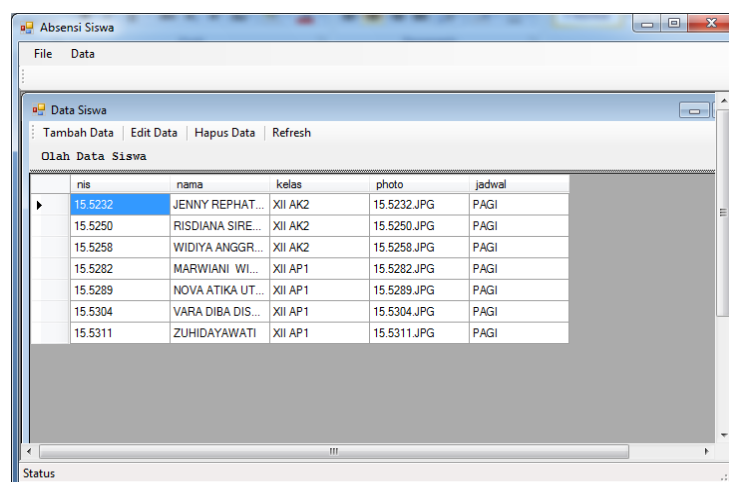 Absensi Siswa
File Data
Data Siswa
Tambah Data Edit Data Hapus Data Refresh
Olah Data Siswa
nis nama kelas photo jadwal
15.5232 JENNY REPHAT... XII AK2 15.5232.JPG PAGI
15.5250 RISDIANA SIRE... XII AK2 15.5250.JPG PAGI
15.5258 WIDIYA ANGGR... XII AK2 15.5258.JPG PAGI
15.5282 MARWIANI WI... XII AP1 15.5282.JPG PAGI
15.5289 NOVA ATIKA UT... XII AP1 15.5289.JPG PAGI
15.5304 VARA DIBA DIS... XII AP1 15.5304.JPG PAGI
15.5311 ZUHIDAYAWATI XII AP1 15.5311.JPG PAGI
Status